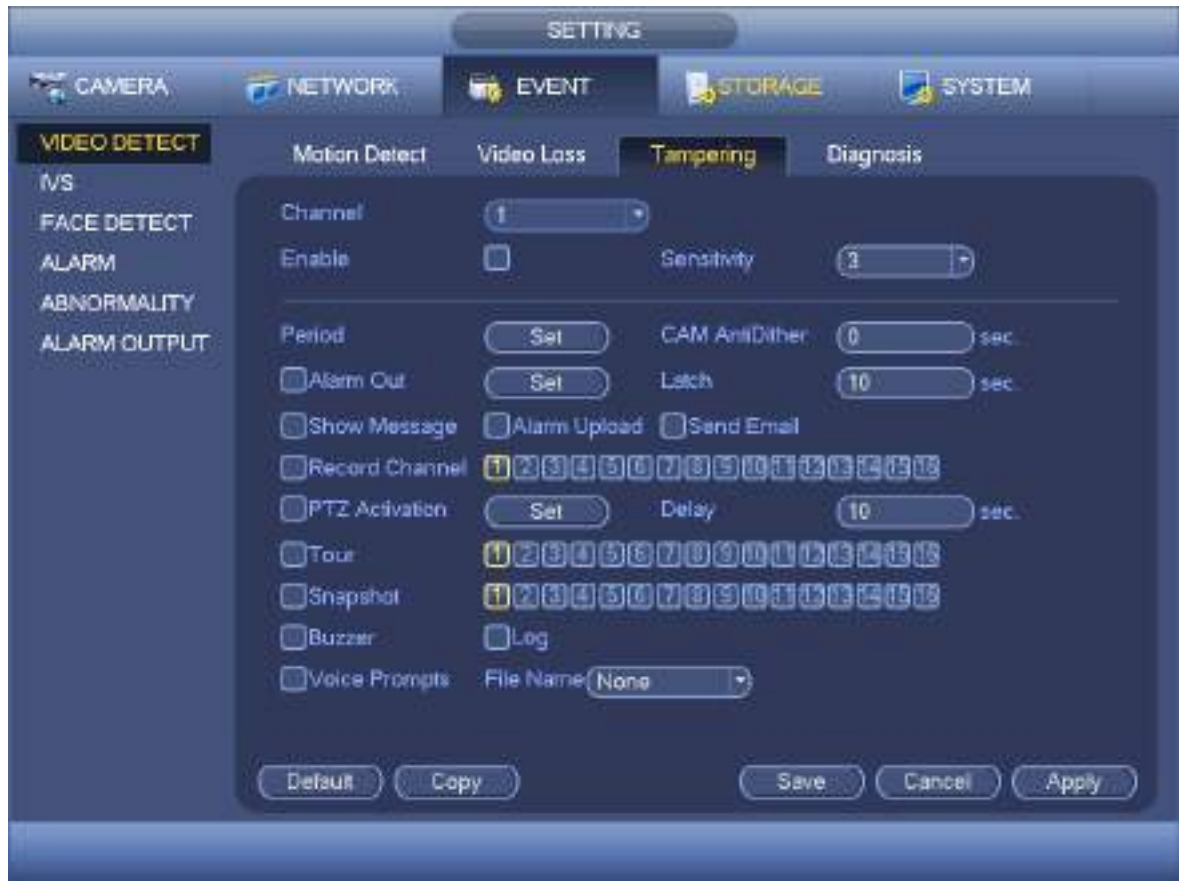 SETTING
CAMERA NETWORK EVENT STORAGE SYSTEM
VIDEO DETECT
IVS
FACE DETECT
ALARM
ABNORMALITY
ALARM OUTPUT
Motion Detect Video Loss Tampering Diagnosis
Channel 1
Enable Sensitivity 3
Period Set CAM AntiDither 0 sec.
Alarm Out Set Latch 10 sec.
Show Message Alarm Upload Send Email
Record Channel 1 2 3 4 5 6 7 8 9 10 11 12 13 14 15 16
PTZ Activation Set Delay 10 sec.
Tour 1 2 3 4 5 6 7 8 9 10 11 12 13 14 15 16
Snapshot 1 2 3 4 5 6 7 8 9 10 11 12 13 14 15 16
Buzzer Log
Voice Prompts File Name None
Default Copy Save Cancel Apply